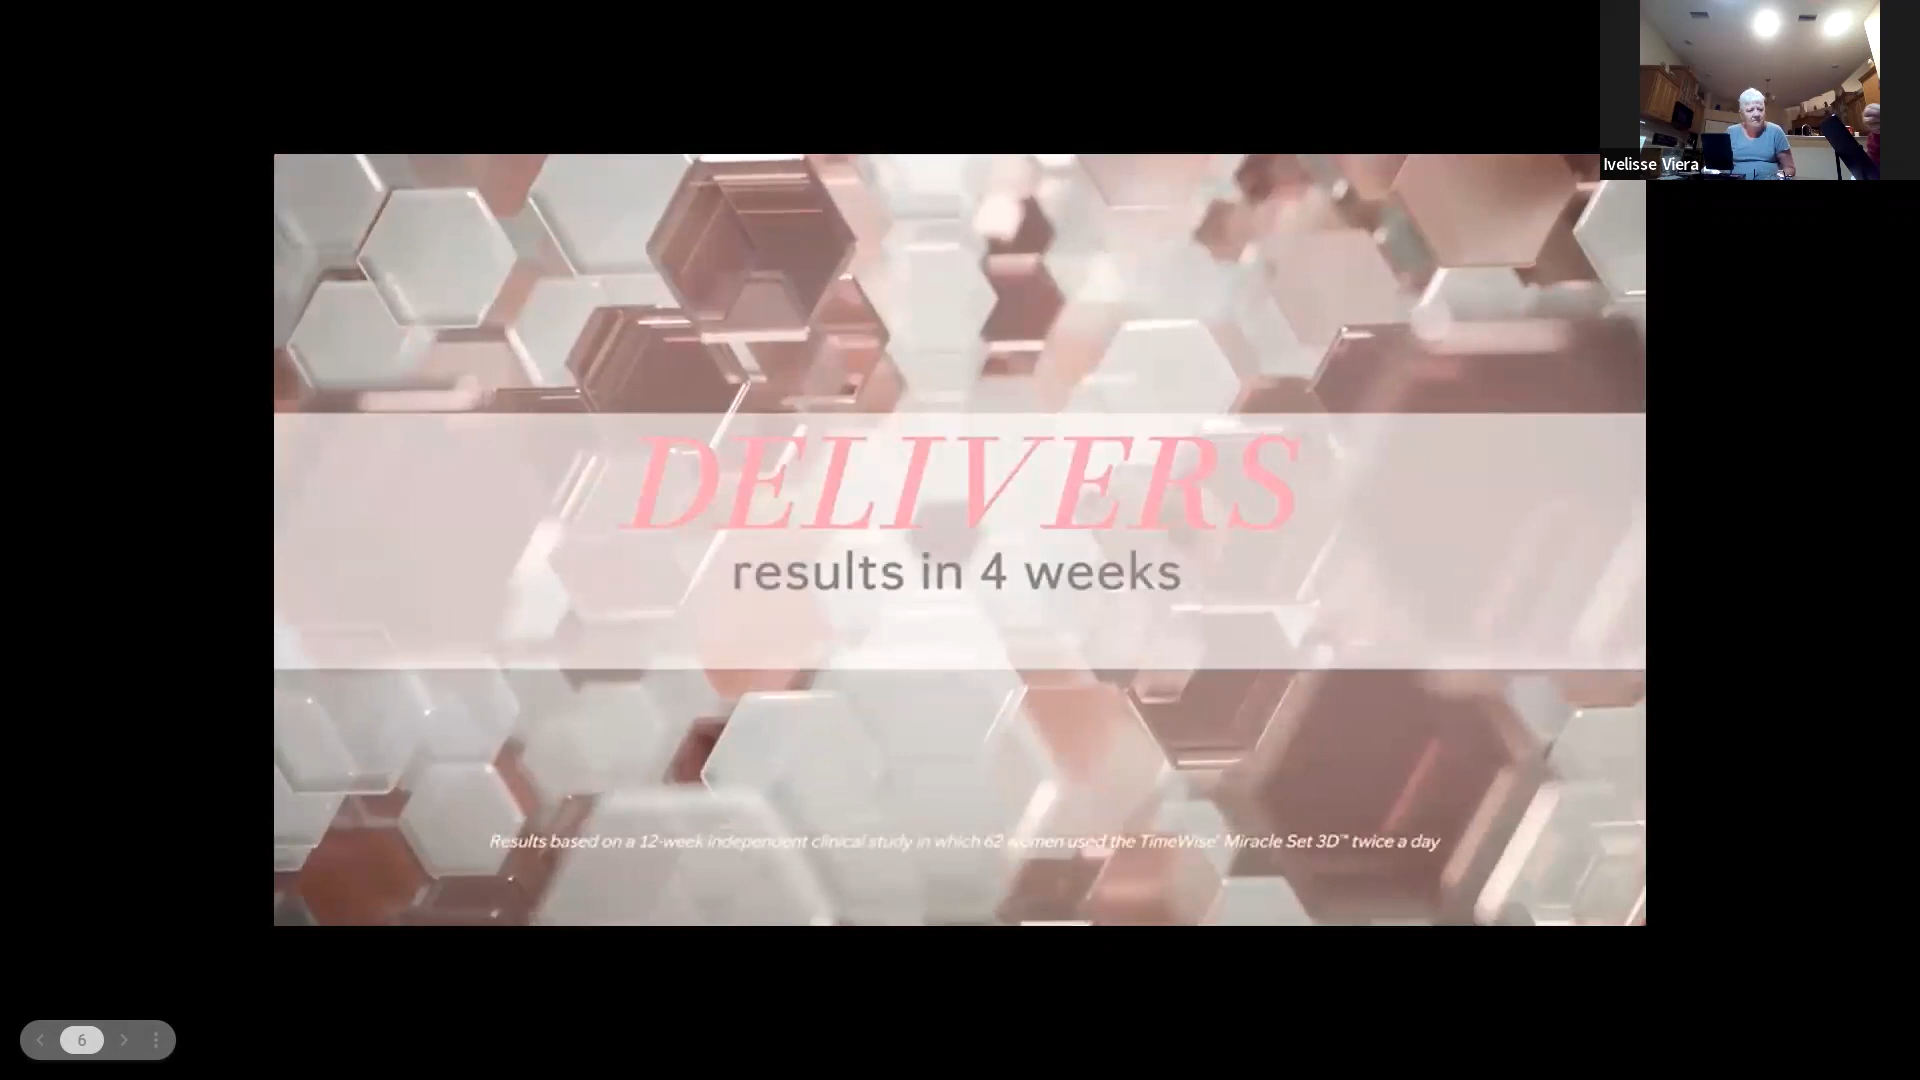 Ivelisse Viera
DELIVERS
results in 4 weeks
Results based on a 12-week independent clinical study in which 62 women used the TimeWise® Miracle Set 3D™ twice a day
6